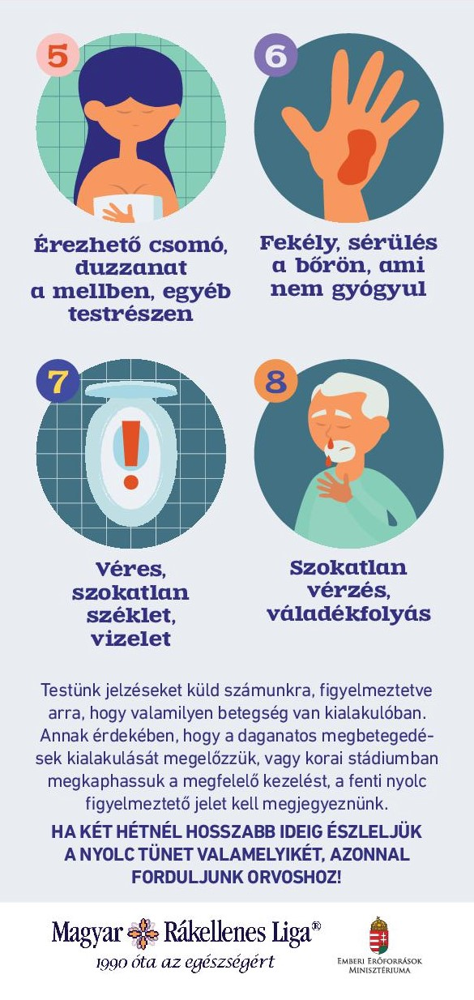 5
Érezhető csomó,
duzzanat
a mellben, egyéb
testrészen
6
Fekély, sérülés
a bőrön, ami
nem gyógyul
7
!
Véres,
szokatlan
széklet,
vizelet
8
Szokatlan
vérzés,
váladékfolyás
Testünk jelzéseket küld számunkra, figyelmeztetve
arra, hogy valamilyen betegség van kialakulóban.
Annak érdekében, hogy a daganatos megbetegedé-
sek kialakulását megelőzzük, vagy korai stádiumban
megkaphassuk a megfelelő kezelést, a fenti nyolc
figyelmeztető jelet kell megjegyeznünk.
HA KÉT HÉTNÉL HOSSZABB IDEIG ÉSZLELJÜK
A NYOLC TÜNET VALAMELYIKÉT, AZONNAL
FORDULJUNK ORVOSHOZ!
Magyar Rákellenes Liga®
1990 óta az egészségért
EMBERI ERŐFORRÁSOK
MINISZTÉRIUMA